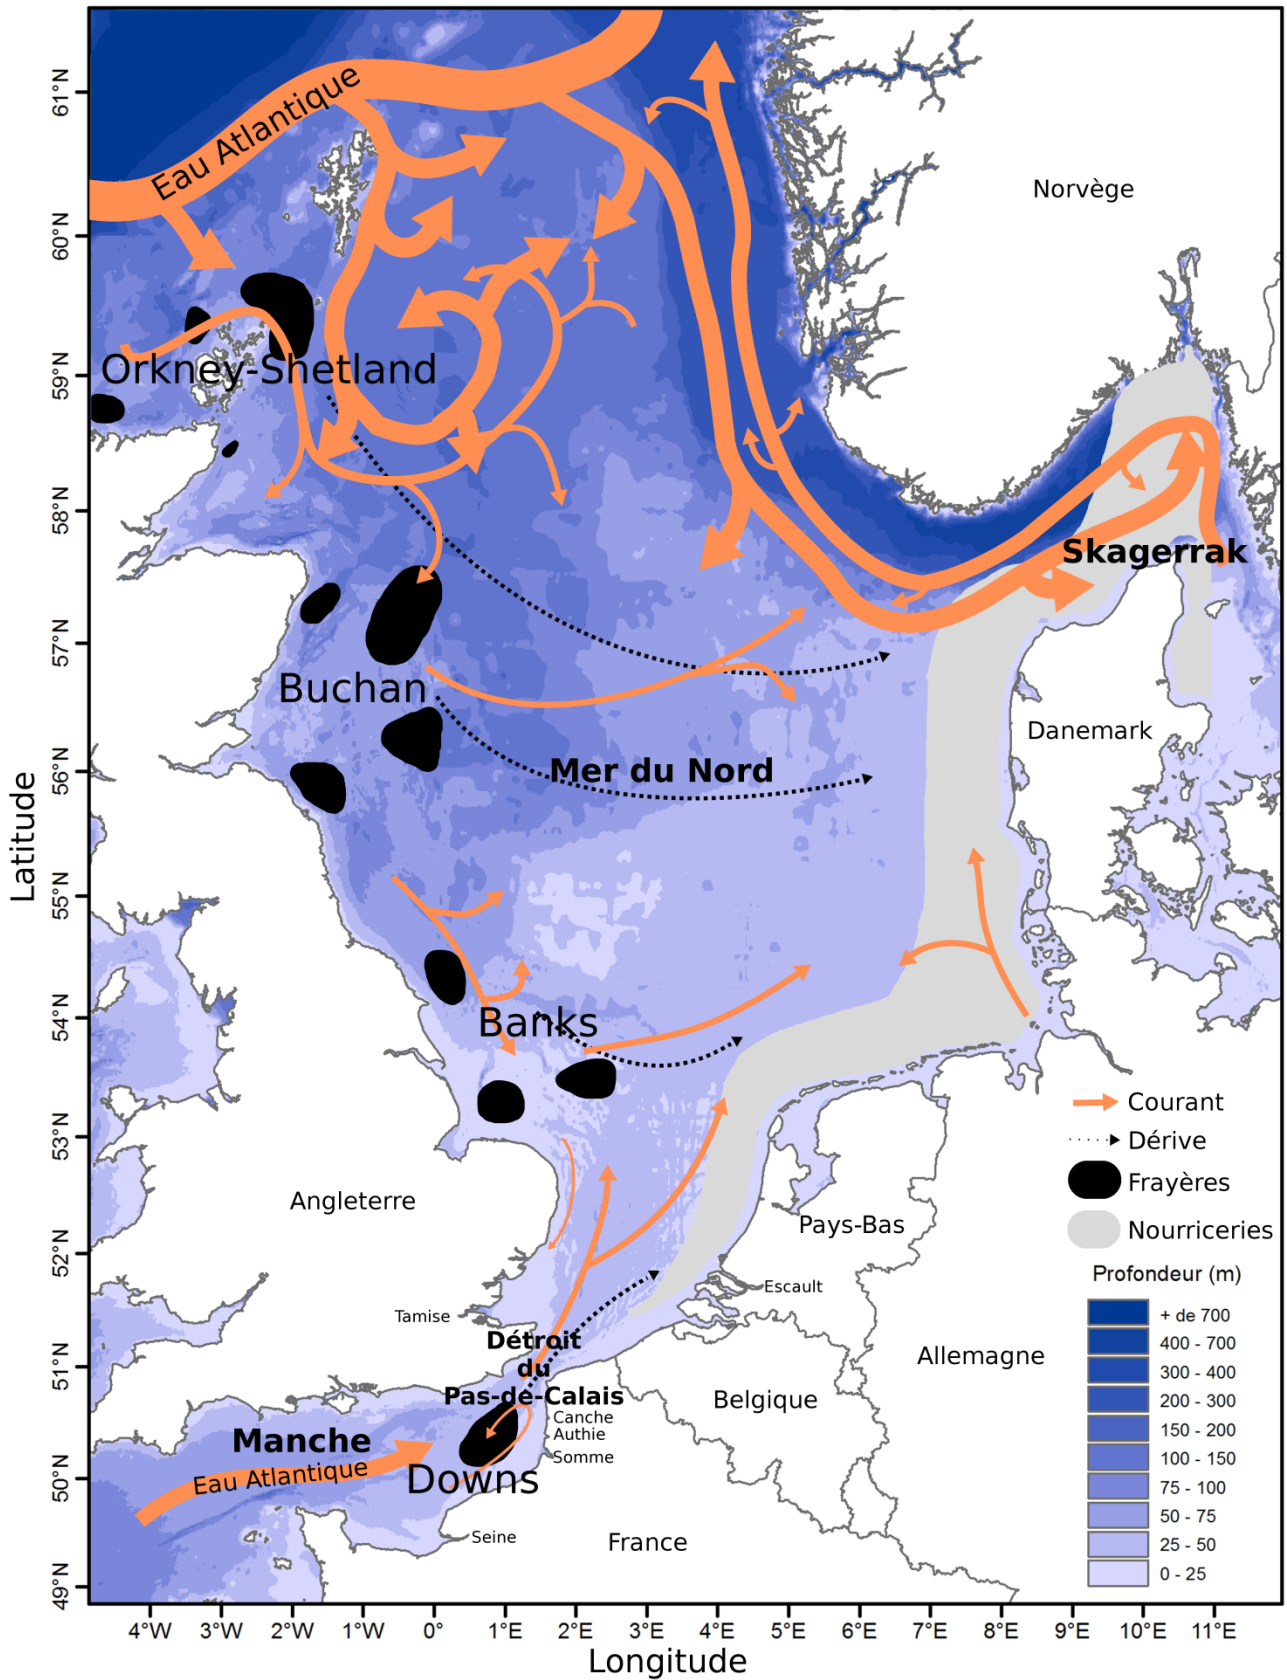 61°N
60°N
59°N
58°N
57°N
56°N
55°N
54°N
53°N
52°N
51°N
50°N
49°N
Latitude
Eau Atlantique
Norvège
Orkney-Shetland
Skagerrak
Buchan
Danemark
Mer du Nord
Banks
Angleterre
Pays-Bas
Escault
Tamise
Détroit
du
Pas-de-Calais
Allemagne
Belgique
Canche
Authie
Somme
Manche
Eau Atlantique
Downs
Seine
France
Courant
Dérive
Frayères
Nourriceries
Profondeur (m)
+ de 700
400 - 700
300 - 400
200 - 300
150 - 200
100 - 150
75 - 100
50 - 75
25 - 50
0 - 25
4°W 3°W 2°W 1°W 0° 1°E 2°E 3°E 4°E 5°E 6°E 7°E 8°E 9°E 10°E 11°E
Longitude